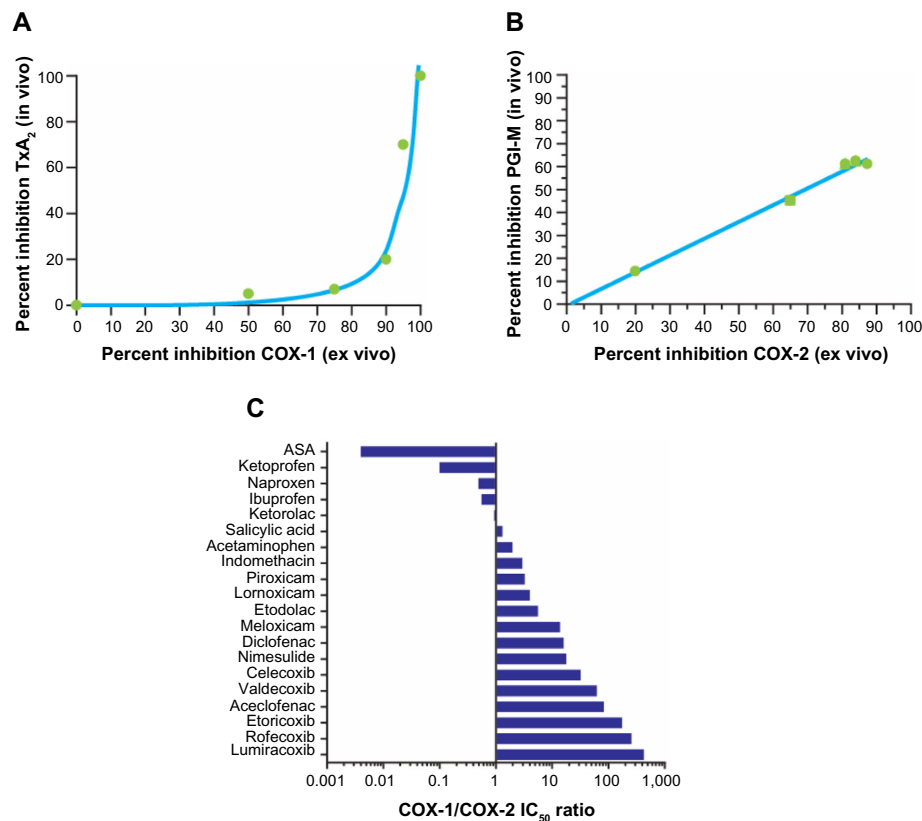 A
Percent inhibition TxA₂ (in vivo)
100
80
60
40
20
0
0 10 20 30 40 50 60 70 80 90 100
Percent inhibition COX-1 (ex vivo)
B
Percent inhibition PGI-M (in vivo)
100
90
80
70
60
50
40
30
20
10
0
0 10 20 30 40 50 60 70 80 90 100
Percent inhibition COX-2 (ex vivo)
C
ASA
Ketoprofen
Naproxen
Ibuprofen
Ketorolac
Salicylic acid
Acetaminophen
Indomethacin
Piroxicam
Lornoxicam
Etodolac
Meloxicam
Diclofenac
Nimesulide
Celecoxib
Valdecoxib
Aceclofenac
Etoricoxib
Rofecoxib
Lumiracoxib
0.001 0.01 0.1 1 10 100 1,000
COX-1/COX-2 IC₅₀ ratio